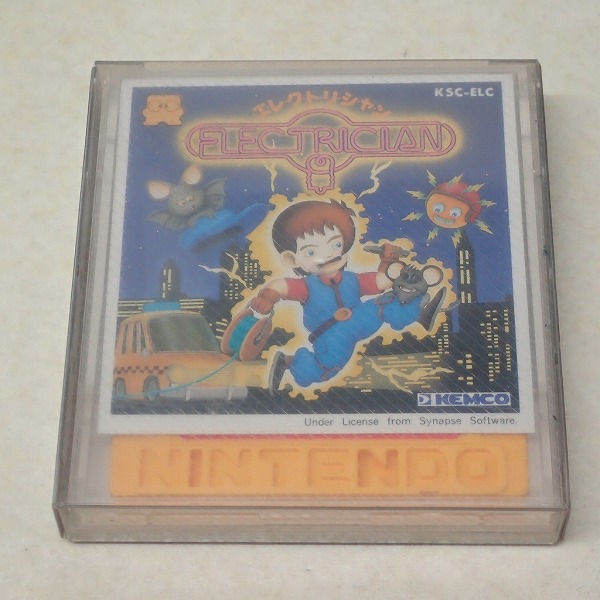 KSC-ELC
エレクトリシャン
ELECTRICIAN
KEMCO
Under License from Synapse Software.
NINTENDO